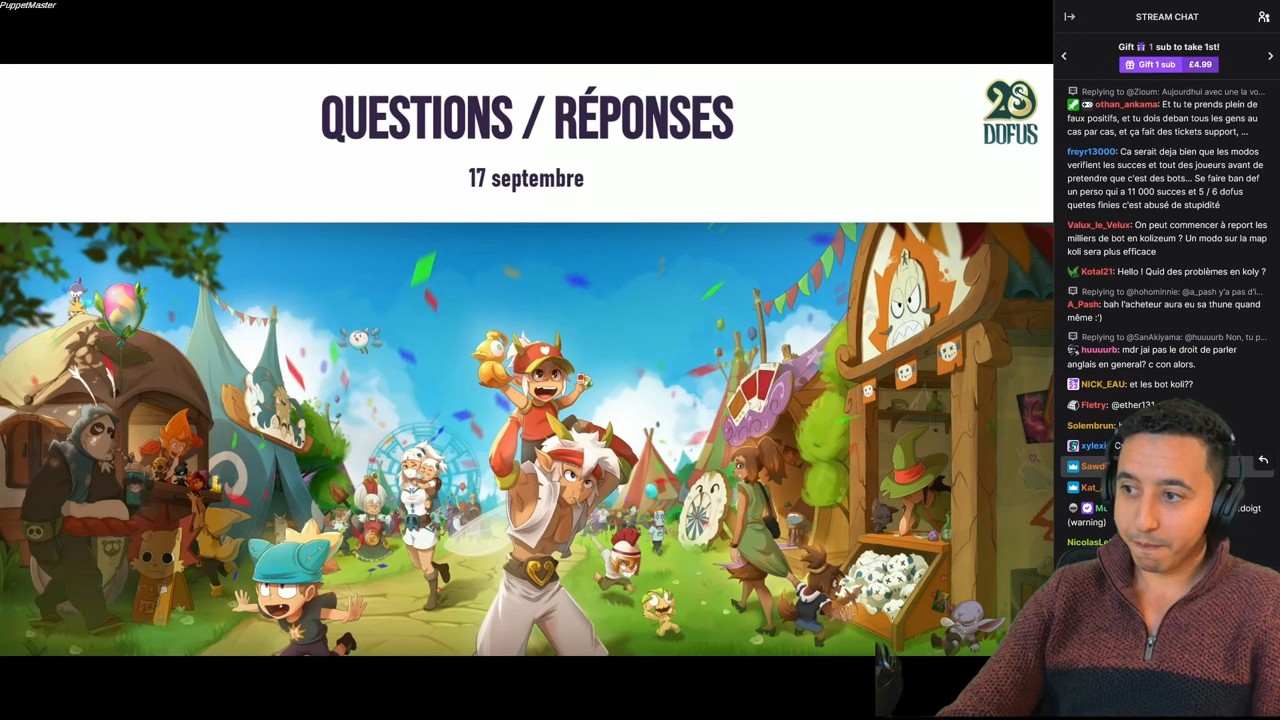 PuppetMaster
QUESTIONS / RÉPONSES
17 septembre
DOFUS
STREAM CHAT
Gift 1 sub to take 1st!
Gift 1 sub £4.99
Replying to @Zioum: Aujourdhui avec une la vo...
othan_ankama: Et tu te prends plein de
faux positifs, et tu dois deban tous les gens au
cas par cas, et ça fait des tickets support, ...
freyr13000: Ca serait deja bien que les modos
verifient les succes et tout des joueurs avant de
pretendre que c'est des bots... Se faire ban def
un perso qui a 11 000 succes et 5 / 6 dofus
quetes finies c'est abusé de stupidité
Valux_le_Velux: On peut commencer à report les
milliers de bot en kolizeum ? Un modo sur la map
koli sera plus efficace
Kotal21: Hello ! Quid des problèmes en koly ?
Replying to @hohominnie: @a_pash y'a pas d'i...
A_Pash: bah l'acheteur aura eu sa thune quand
même :')
Replying to @SanAkiyama: @huuuurb Non, tu p...
huuuurb: mdr jai pas le droit de parler
anglais en general? c con alors.
NICK_EAU: et les bot koli??
Fletry: @ether131
Solembrun:
xylexi
Sawd
Kat_
doigt
(warning)
NicolasLe